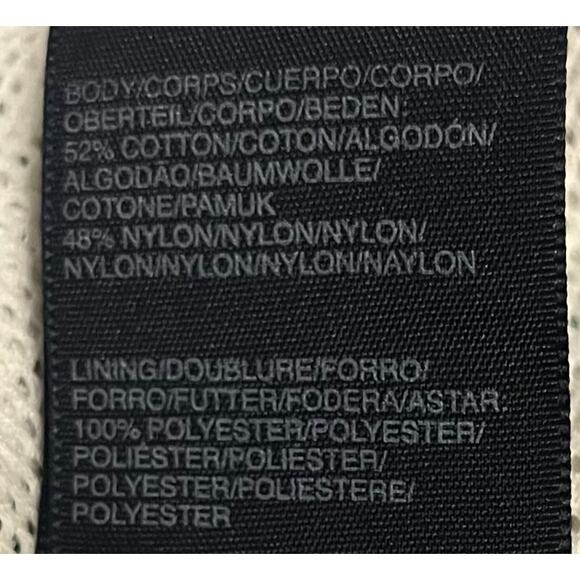 BODY/CORPS/CUERPO/CORPO/
OBERTEIL/CORPO/BEDEN:
52% COTTON/COTON/ALGODÓN/
ALGODÃO/BAUMWOLLE/
COTONE/PAMUK
48% NYLON/NYLON/NYLON/
NYLON/NYLON/NYLON/NAYLON
LINING/DOUBLURE/FORRO/
FORRO/FUTTER/FODERA/ASTAR:
100% POLYESTER/POLYESTER/
POLIÉSTER/POLIESTER/
POLYESTER/POLIESTERE/
POLYESTER